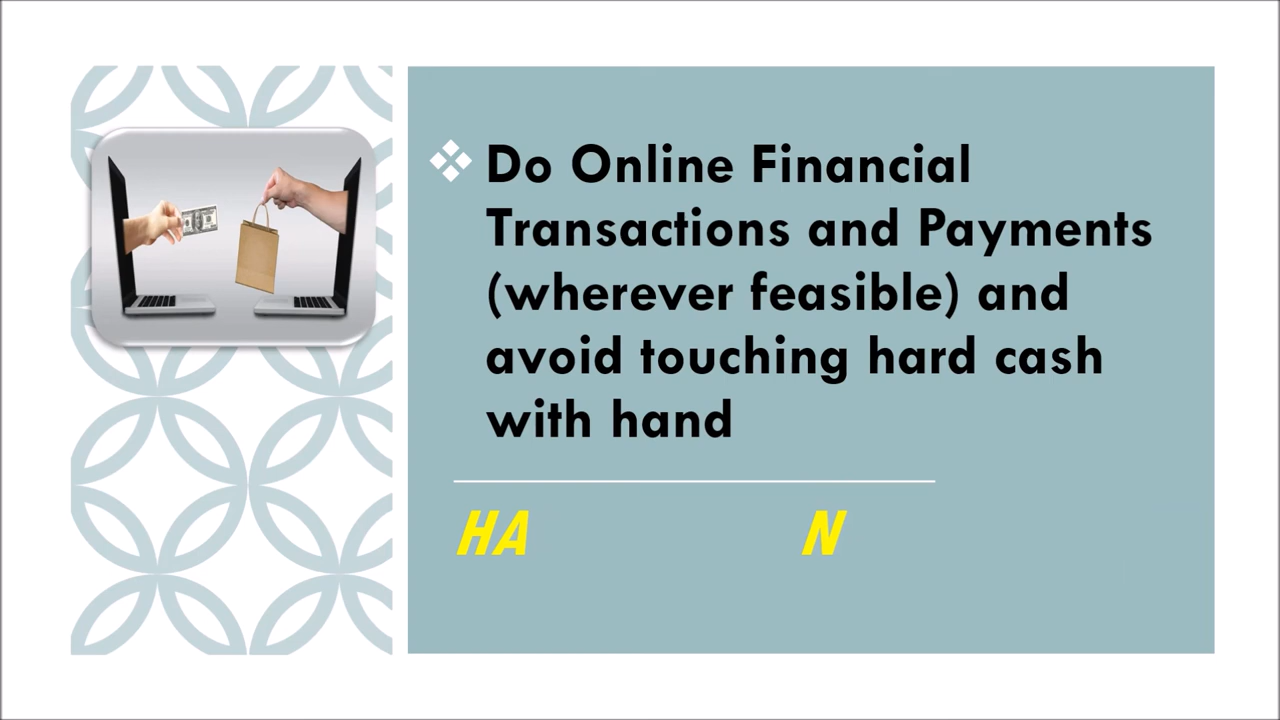 Do Online Financial
Transactions and Payments
(wherever feasible) and
avoid touching hard cash
with hand
HA N